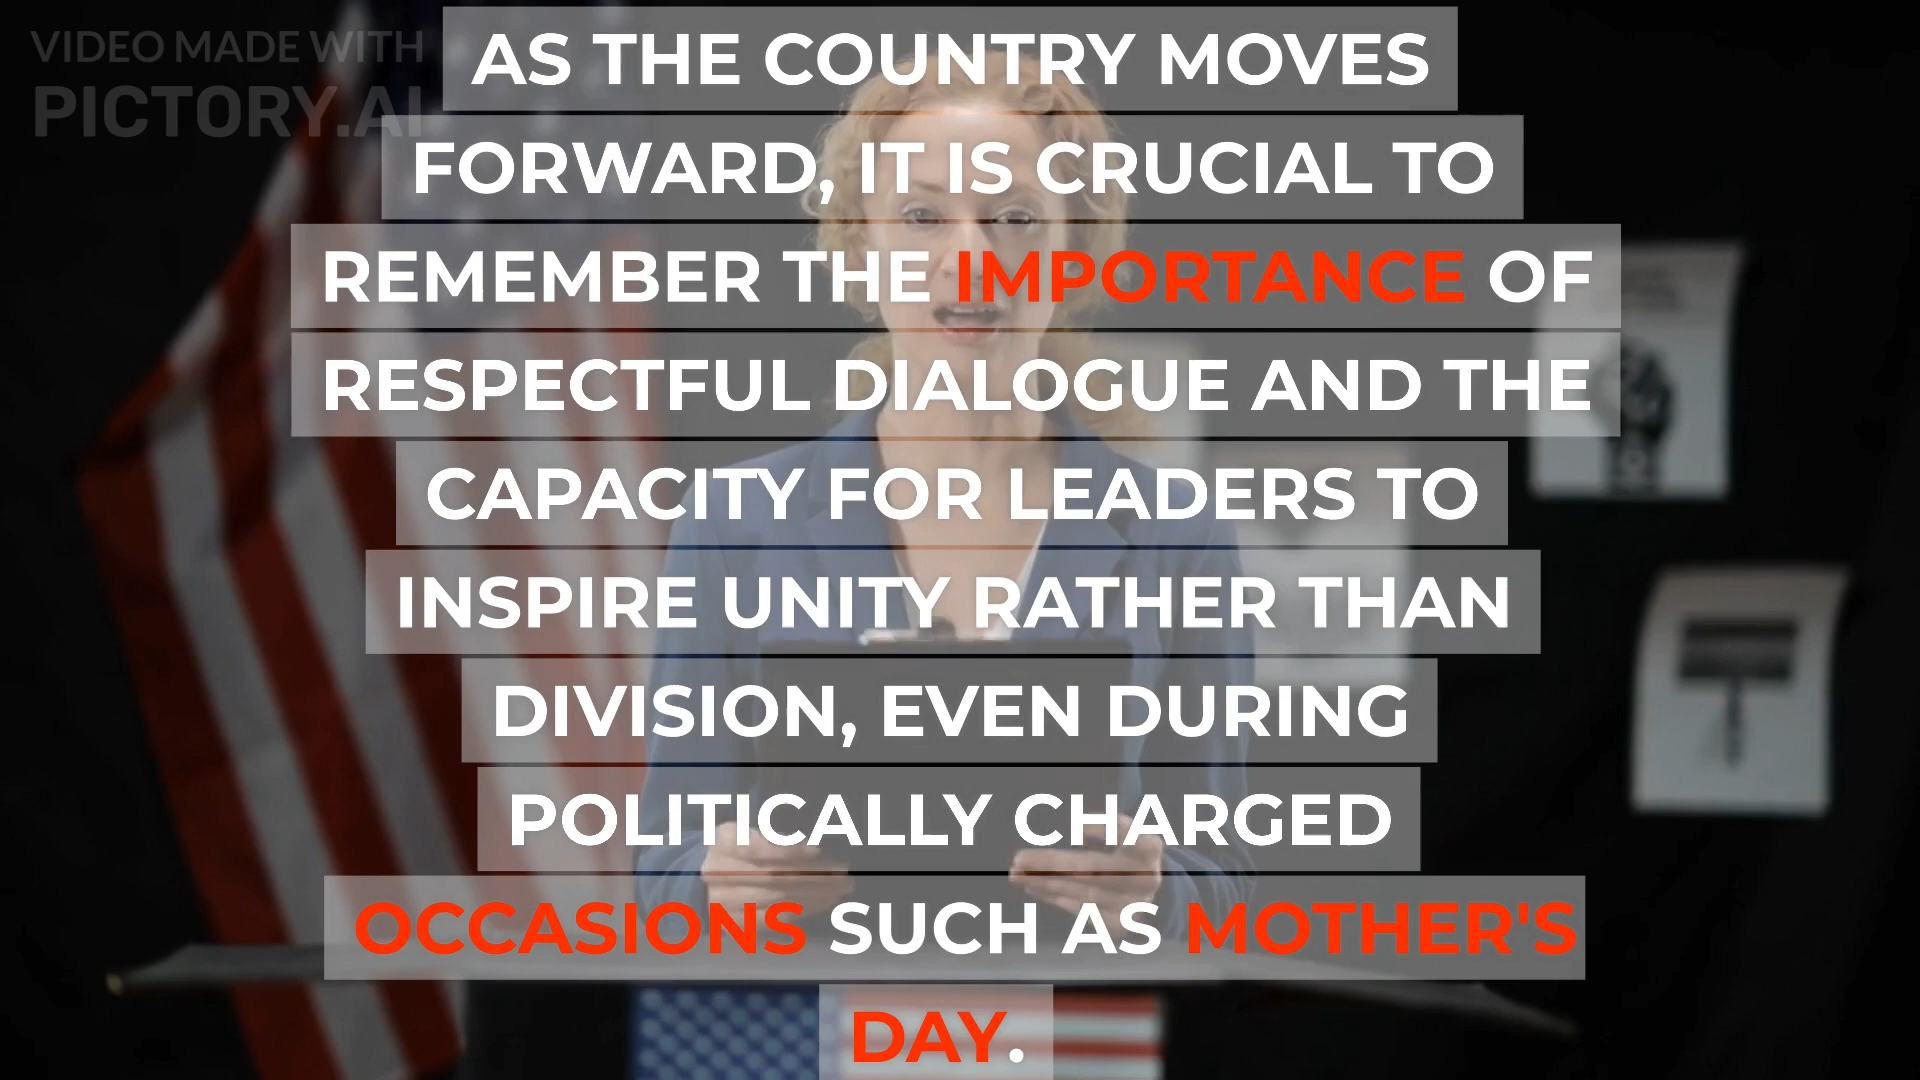 VIDEO MADE WITH
PICTORY.AI
AS THE COUNTRY MOVES
FORWARD, IT IS CRUCIAL TO
REMEMBER THE IMPORTANCE OF
RESPECTFUL DIALOGUE AND THE
CAPACITY FOR LEADERS TO
INSPIRE UNITY RATHER THAN
DIVISION, EVEN DURING
POLITICALLY CHARGED
OCCASIONS SUCH AS MOTHER'S
DAY.